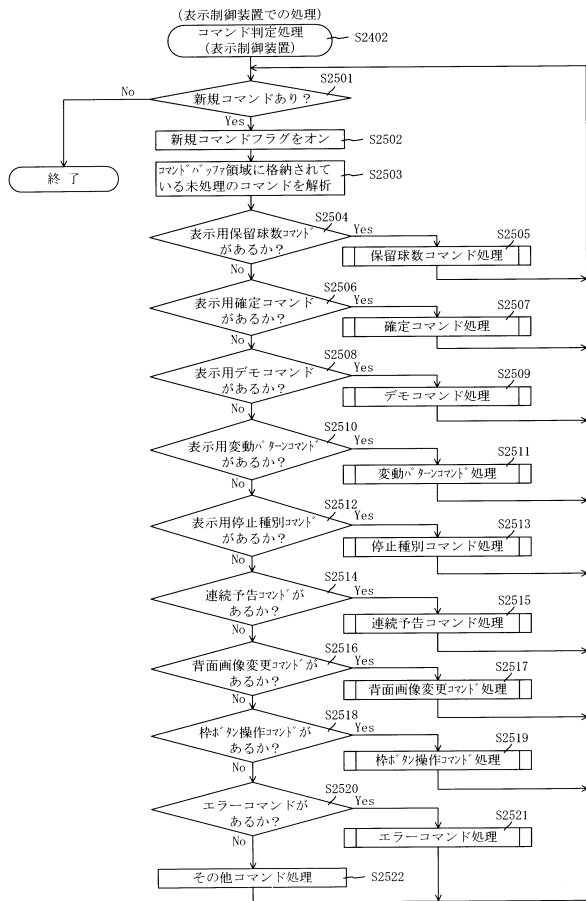 (表示制御装置での処理)
コマンド判定処理
(表示制御装置)
S2402
S2501
新規コマンドあり?
No
Yes
終了
新規コマンドフラグをオン
S2502
コマンドバッファ領域に格納されて
いる未処理のコマンドを解析
S2503
S2504
表示用保留球数コマンド
があるか?
Yes
No
S2505
保留球数コマンド処理
S2506
表示用確定コマンド
があるか?
Yes
No
S2507
確定コマンド処理
S2508
表示用デモコマンド
があるか?
Yes
No
S2509
デモコマンド処理
S2510
表示用変動パターンコマンド
があるか?
Yes
No
S2511
変動パターンコマンド処理
S2512
表示用停止種別コマンド
があるか?
Yes
No
S2513
停止種別コマンド処理
S2514
連続予告コマンドが
あるか?
Yes
No
S2515
連続予告コマンド処理
S2516
背面画像変更コマンドが
あるか?
Yes
No
S2517
背面画像変更コマンド処理
S2518
枠ボタン操作コマンドが
あるか?
Yes
No
S2519
枠ボタン操作コマンド処理
S2520
エラーコマンドが
あるか?
Yes
No
S2521
エラーコマンド処理
その他コマンド処理
S2522